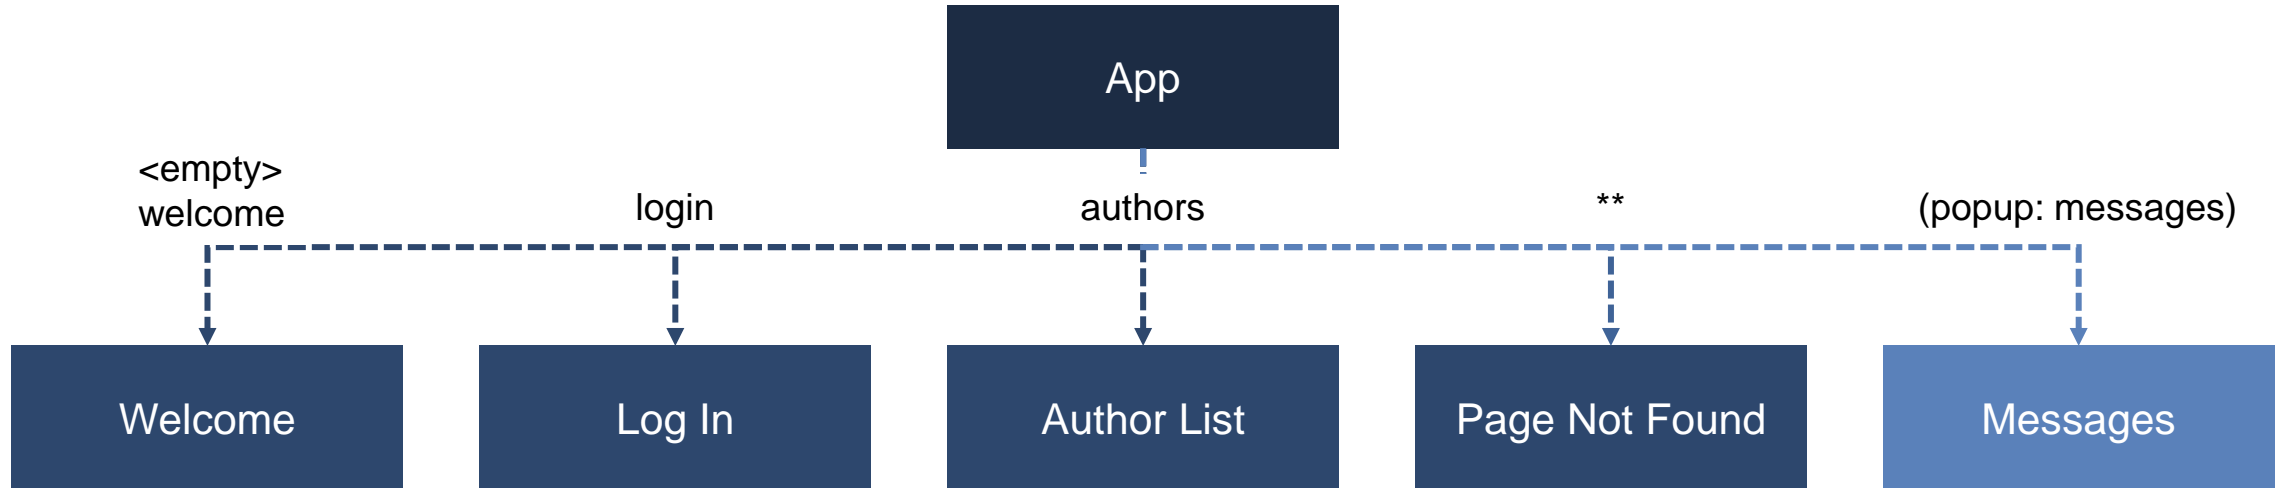 App
<empty>
welcome
login
authors
**
(popup: messages)
Welcome
Log In
Author List
Page Not Found
Messages